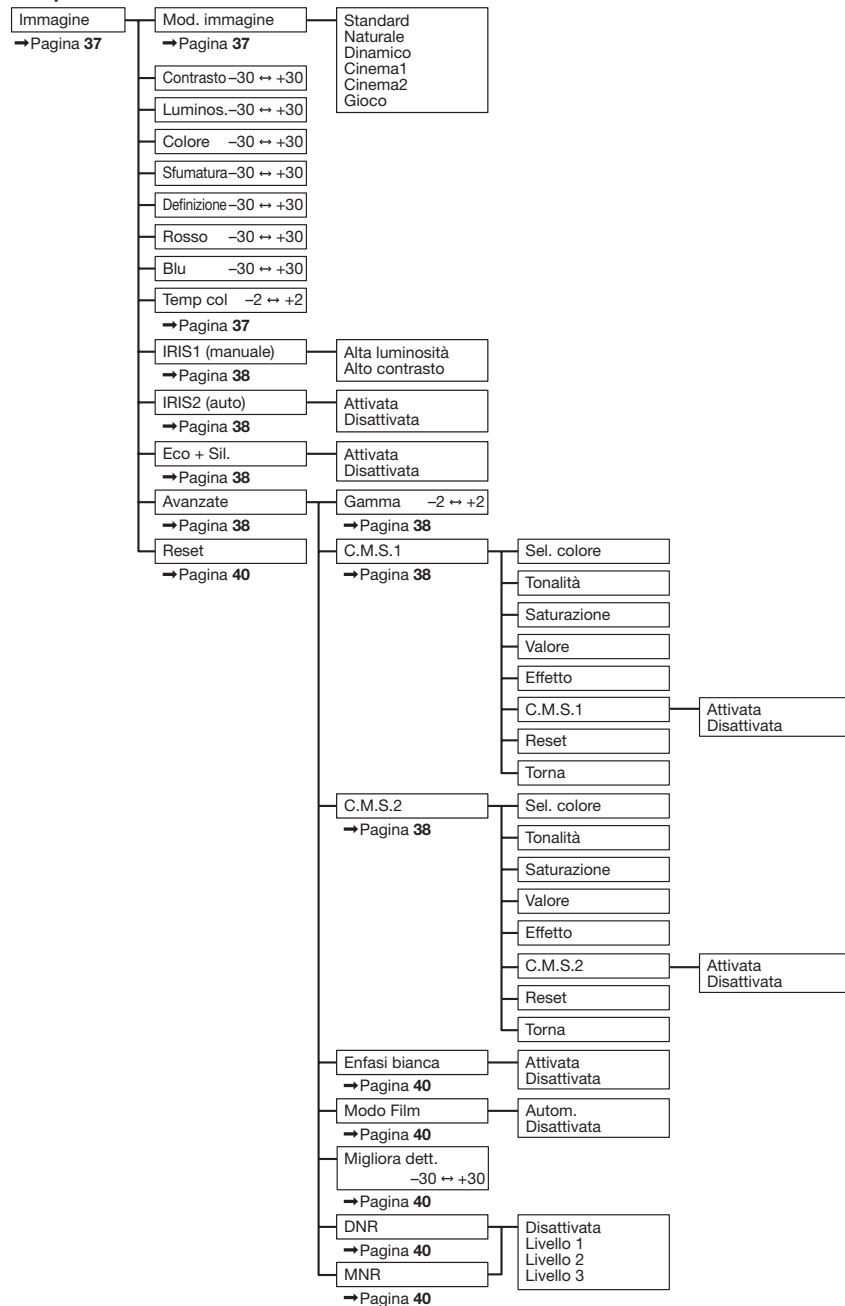 Immagine
➞Pagina 37
Mod. immagine
➞Pagina 37
Standard
Naturale
Dinamico
Cinema1
Cinema2
Gioco
Contrasto –30 ↔ +30
Luminos. –30 ↔ +30
Colore –30 ↔ +30
Sfumatura –30 ↔ +30
Definizione –30 ↔ +30
Rosso –30 ↔ +30
Blu –30 ↔ +30
Temp col –2 ↔ +2
➞Pagina 37
IRIS1 (manuale)
➞Pagina 38
Alta luminosità
Alto contrasto
IRIS2 (auto)
➞Pagina 38
Attivata
Disattivata
Eco + Sil.
➞Pagina 38
Attivata
Disattivata
Avanzate
➞Pagina 38
Reset
➞Pagina 40
Gamma –2 ↔ +2
➞Pagina 38
C.M.S.1
➞Pagina 38
Sel. colore
Tonalità
Saturazione
Valore
Effetto
C.M.S.1
Attivata
Disattivata
Reset
Torna
C.M.S.2
➞Pagina 38
Sel. colore
Tonalità
Saturazione
Valore
Effetto
C.M.S.2
Attivata
Disattivata
Reset
Torna
Enfasi bianca
➞Pagina 40
Attivata
Disattivata
Modo Film
➞Pagina 40
Autom.
Disattivata
Migliora dett.
–30 ↔ +30
➞Pagina 40
DNR
➞Pagina 40
MNR
➞Pagina 40
Disattivata
Livello 1
Livello 2
Livello 3